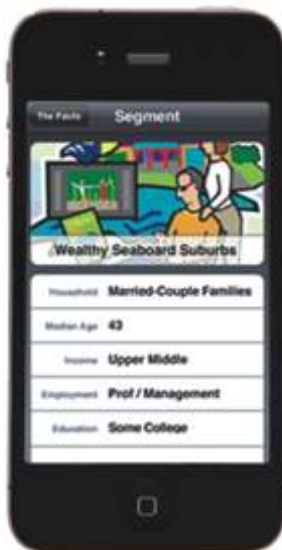 The Facts Segment
Wealthy Seaboard Suburbs
Household Married-Couple Families
Median Age 43
Income Upper Middle
Employment Prof / Management
Education Some College